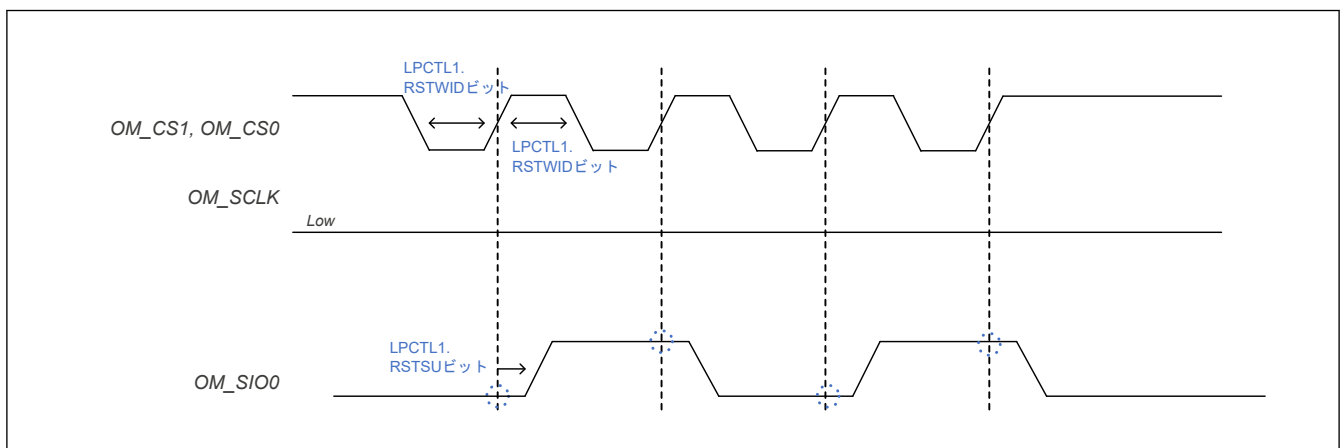 LPCTL1.
RSTWIDビット
OM_CS1, OM_CS0
LPCTL1.
RSTWIDビット
OM_SCLK
Low
LPCTL1.
RSTSUビット
OM_SIO0